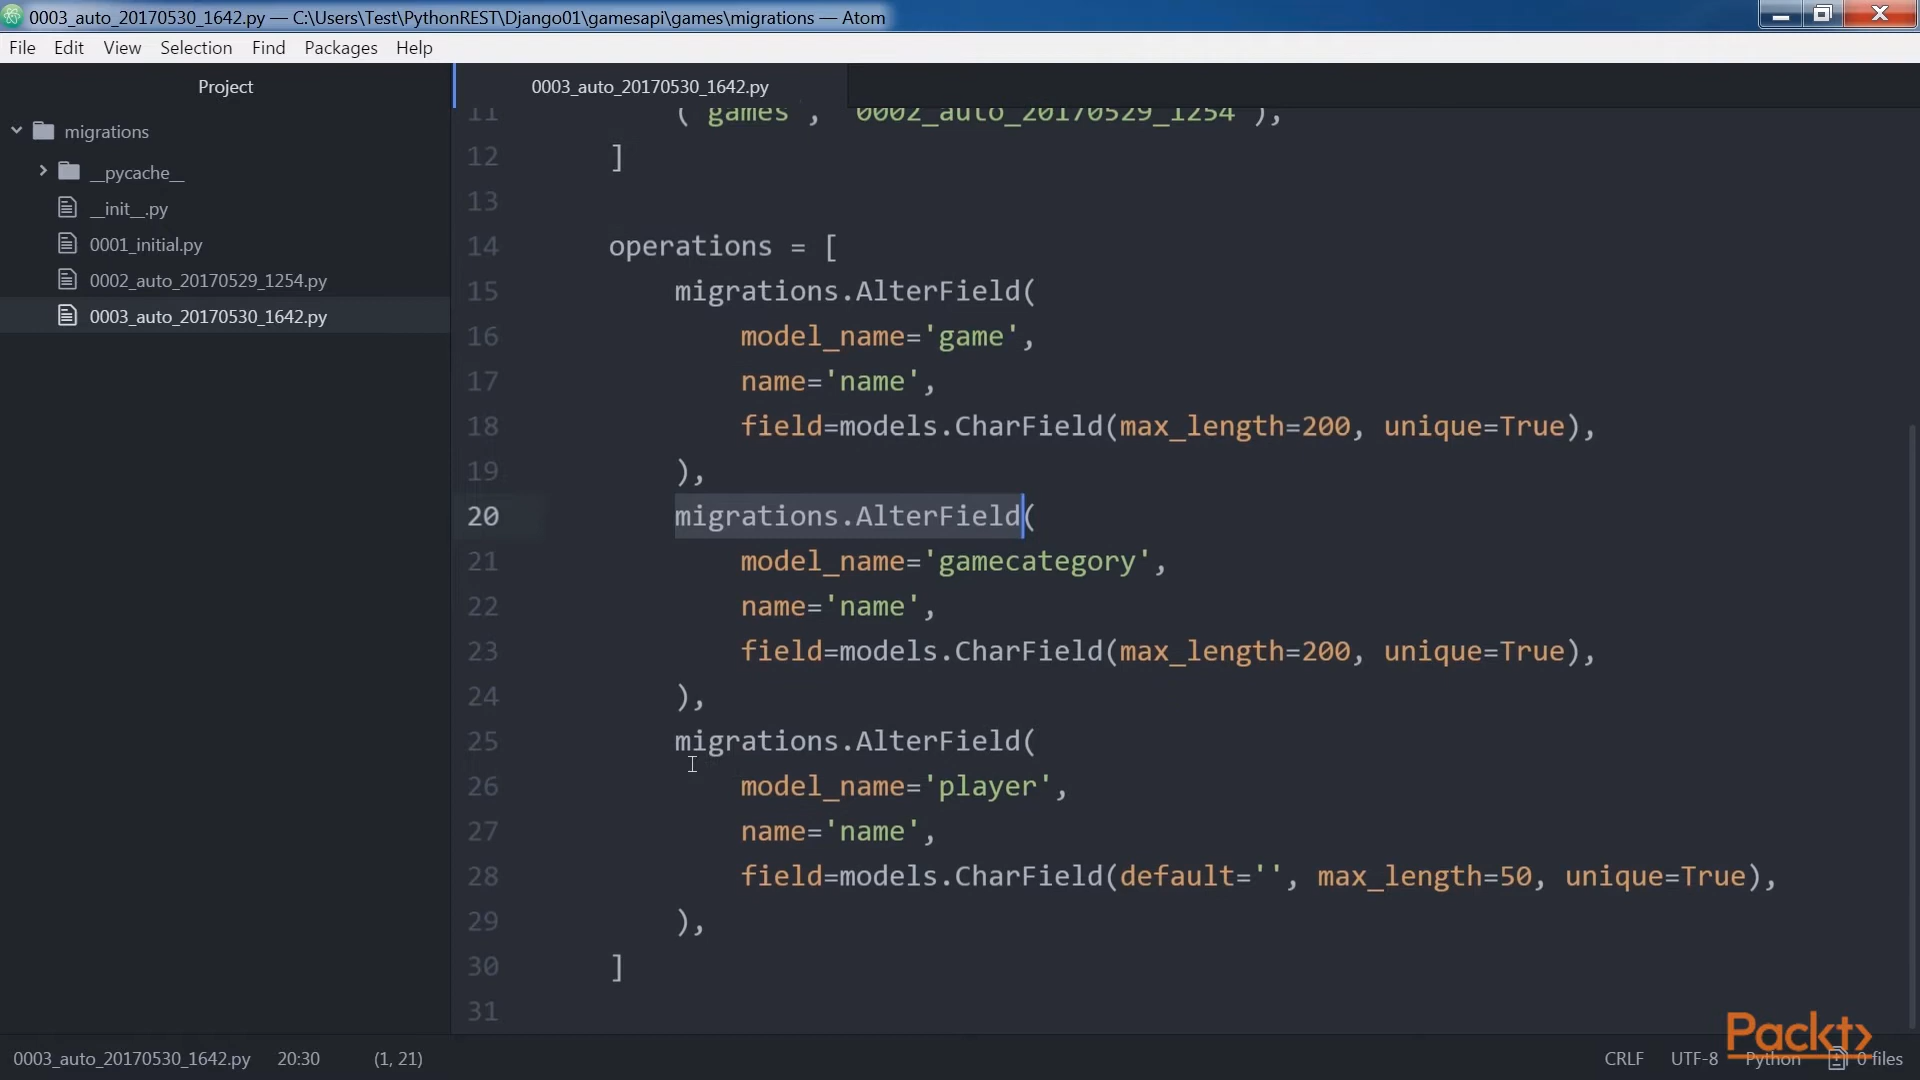 0003_auto_20170530_1642.py — C:\Users\Test\PythonREST\Django01\gamesapi\games\migrations — Atom
File Edit View Selection Find Packages Help
Project
0003_auto_20170530_1642.py
migrations
__pycache__
__init__.py
0001_initial.py
0002_auto_20170529_1254.py
0003_auto_20170530_1642.py
11 ('games', '0002_auto_20170529_1254'),
12 ]
13
14 operations = [
15 migrations.AlterField(
16 model_name='game',
17 name='name',
18 field=models.CharField(max_length=200, unique=True),
19 ),
20 migrations.AlterField(
21 model_name='gamecategory',
22 name='name',
23 field=models.CharField(max_length=200, unique=True),
24 ),
25 migrations.AlterField(
26 model_name='player',
27 name='name',
28 field=models.CharField(default='', max_length=50, unique=True),
29 ),
30 ]
31
Packt>
0003_auto_20170530_1642.py 20:30 (1, 21) CRLF UTF-8 Python 0 files